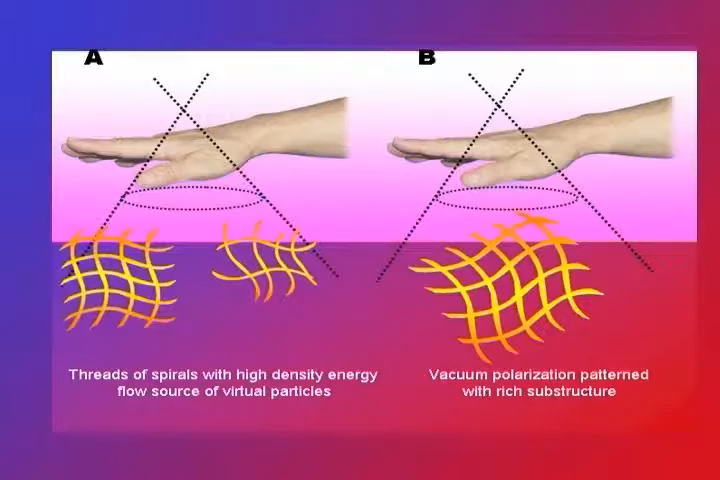 A
B
Threads of spirals with high density energy
flow source of virtual particles
Vacuum polarization patterned
with rich substructure